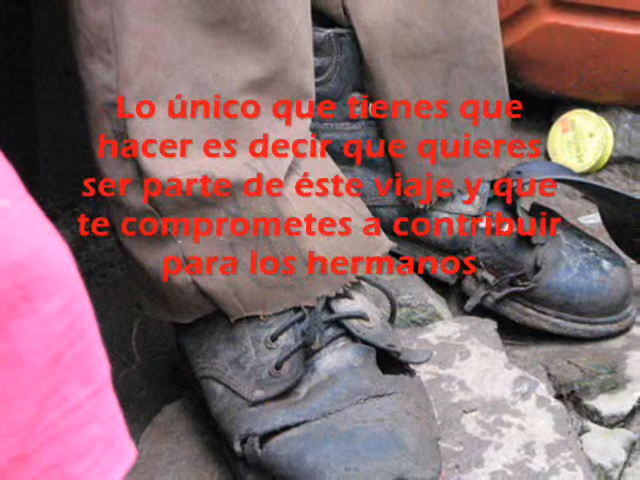 Lo único que tienes que
hacer es decir que quieres
ser parte de éste viaje y que
te comprometes a contribuir
para los hermanos